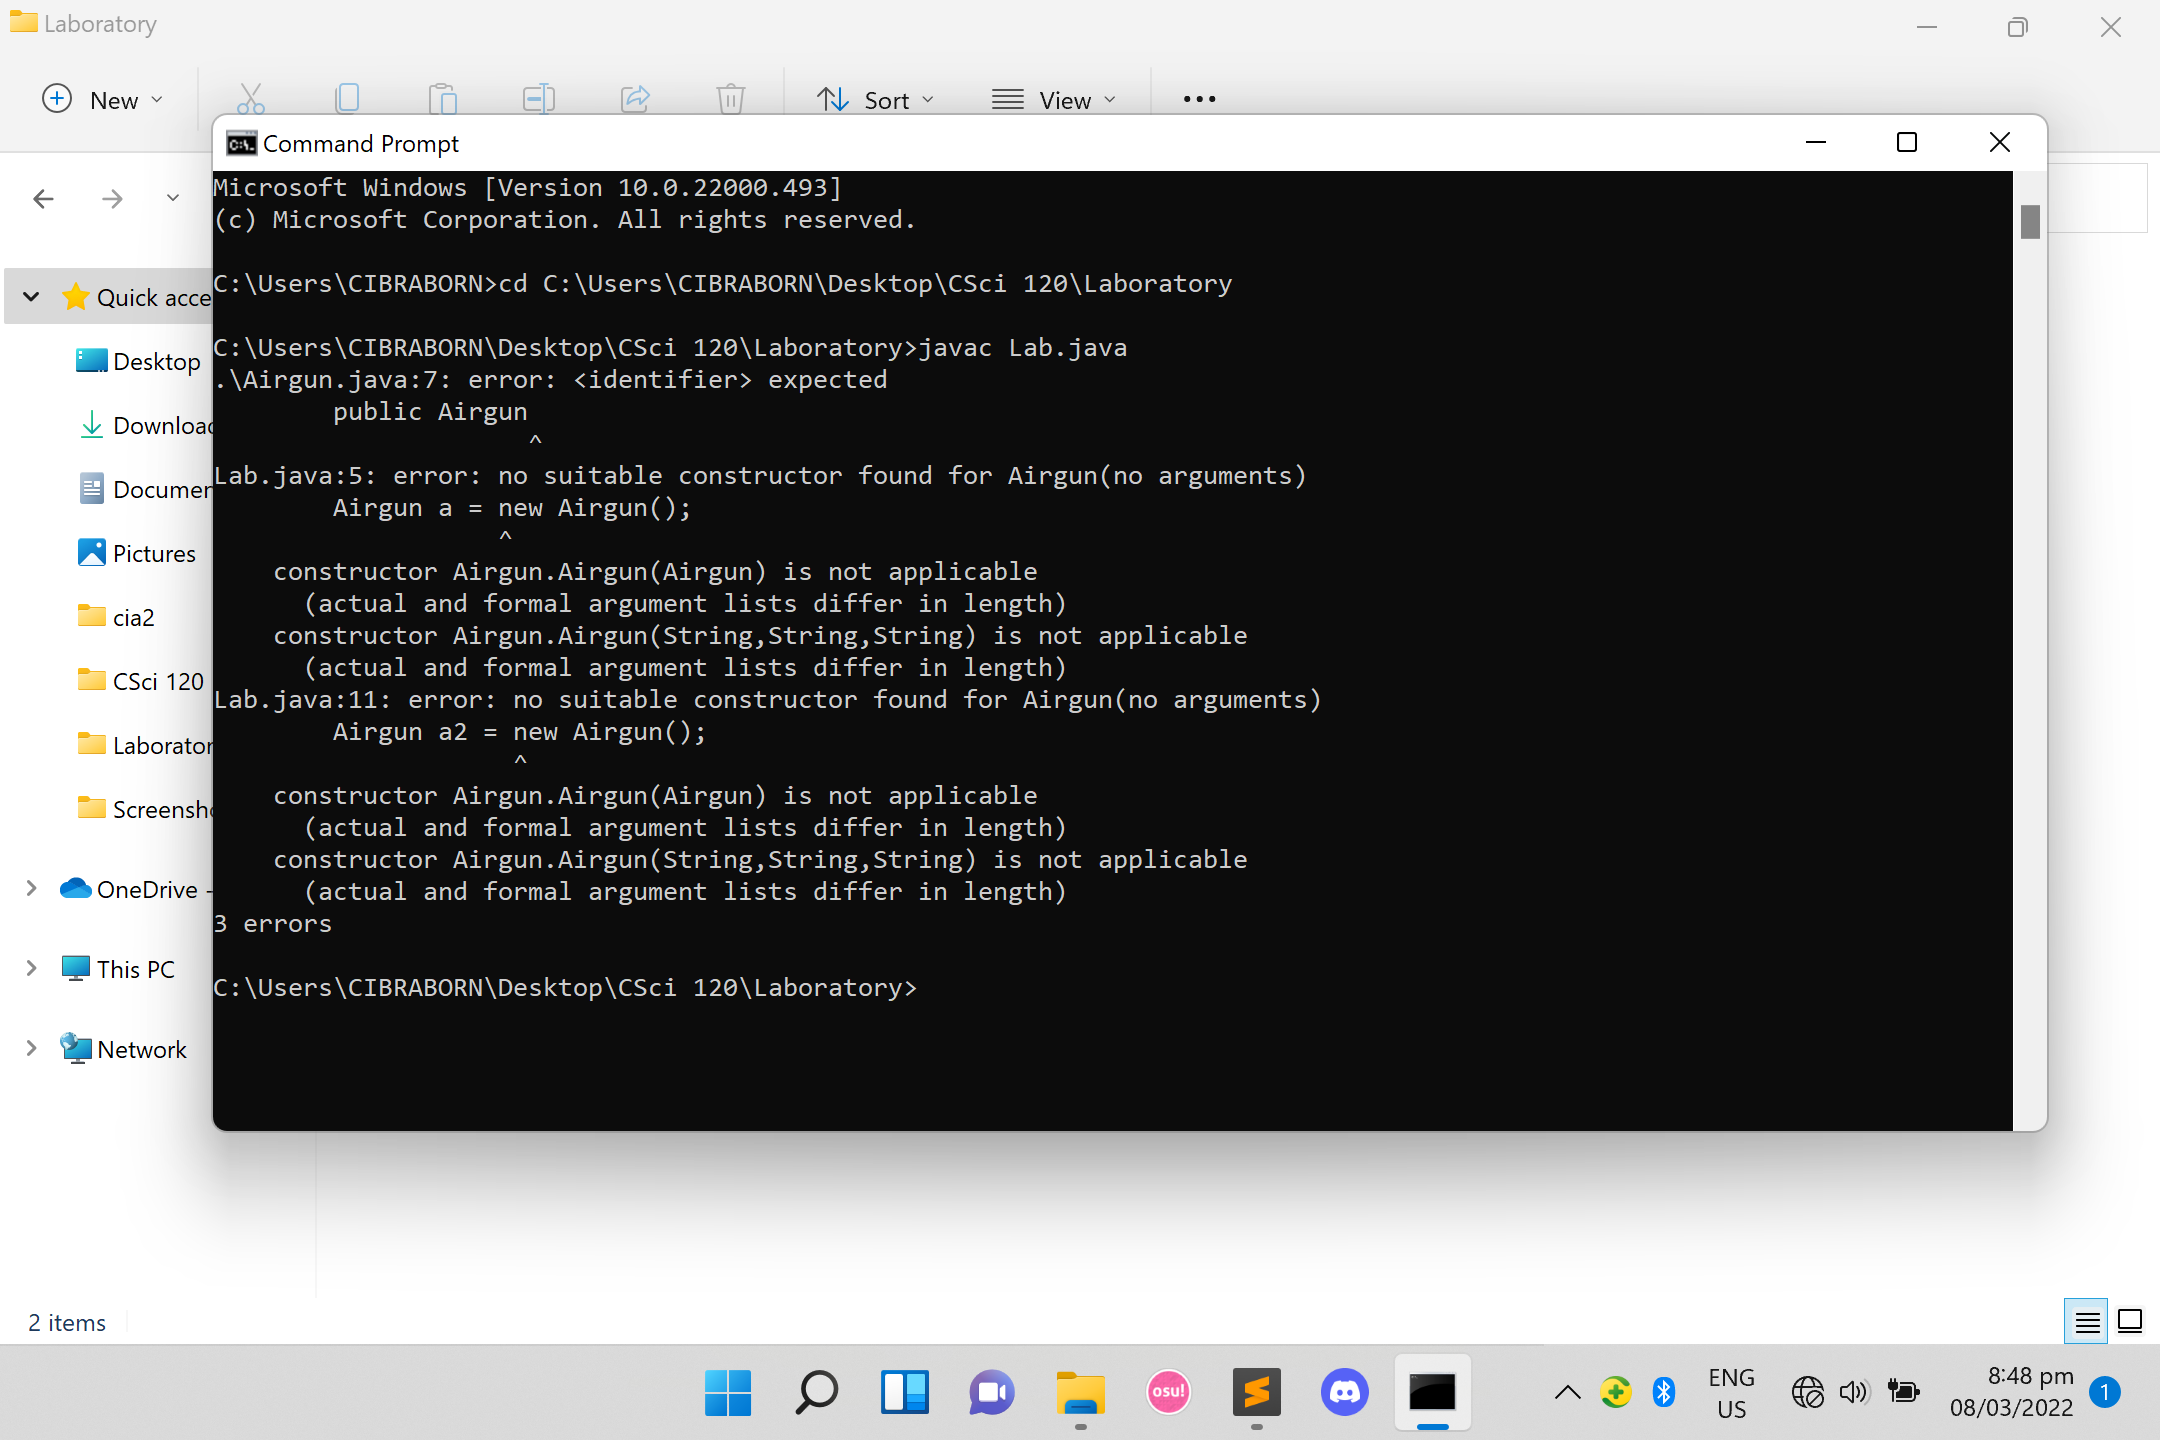 Laboratory
New
Sort
View
Command Prompt
Microsoft Windows [Version 10.0.22000.493]
(c) Microsoft Corporation. All rights reserved.
C:\Users\CIBRABORN>cd C:\Users\CIBRABORN\Desktop\CSci 120\Laboratory
C:\Users\CIBRABORN\Desktop\CSci 120\Laboratory>javac Lab.java
.\Airgun.java:7: error: <identifier> expected
public Airgun
^
Lab.java:5: error: no suitable constructor found for Airgun(no arguments)
Airgun a = new Airgun();
^
constructor Airgun.Airgun(Airgun) is not applicable
(actual and formal argument lists differ in length)
constructor Airgun.Airgun(String,String,String) is not applicable
(actual and formal argument lists differ in length)
Lab.java:11: error: no suitable constructor found for Airgun(no arguments)
Airgun a2 = new Airgun();
^
constructor Airgun.Airgun(Airgun) is not applicable
(actual and formal argument lists differ in length)
constructor Airgun.Airgun(String,String,String) is not applicable
(actual and formal argument lists differ in length)
3 errors
C:\Users\CIBRABORN\Desktop\CSci 120\Laboratory>
Quick acce
Desktop
Downloa
Documen
Pictures
cia2
CSci 120
Laborator
Screensh
OneDrive -
This PC
Network
2 items
osu!
ENG
US
8:48 pm
08/03/2022
1